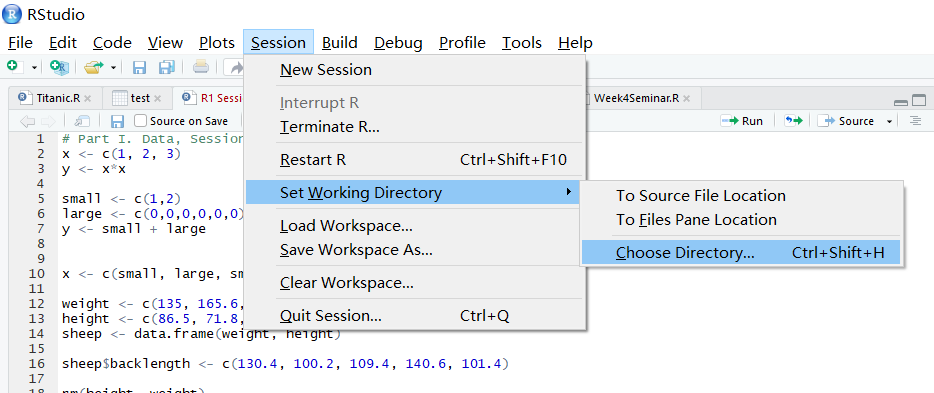 RStudio
File Edit Code View Plots Session Build Debug Profile Tools Help
New Session
Interrupt R
Terminate R...
Restart R Ctrl+Shift+F10
Set Working Directory
Load Workspace...
Save Workspace As...
Clear Workspace...
Quit Session... Ctrl+Q
To Source File Location
To Files Pane Location
Choose Directory... Ctrl+Shift+H
Titanic.R test R1 Sessi Week4Seminar.R
Source on Save Run Source
1 # Part I. Data, Session
2 x <- c(1, 2, 3)
3 y <- x*x
4
5 small <- c(1,2)
6 large <- c(0,0,0,0,0,0)
7 y <- small + large
8
9
10 x <- c(small, large, sm
11
12 weight <- c(135, 165.6,
13 height <- c(86.5, 71.8,
14 sheep <- data.frame(weight, height)
15
16 sheep$backlength <- c(130.4, 100.2, 109.4, 140.6, 101.4)
17
18 rm(height, weight)